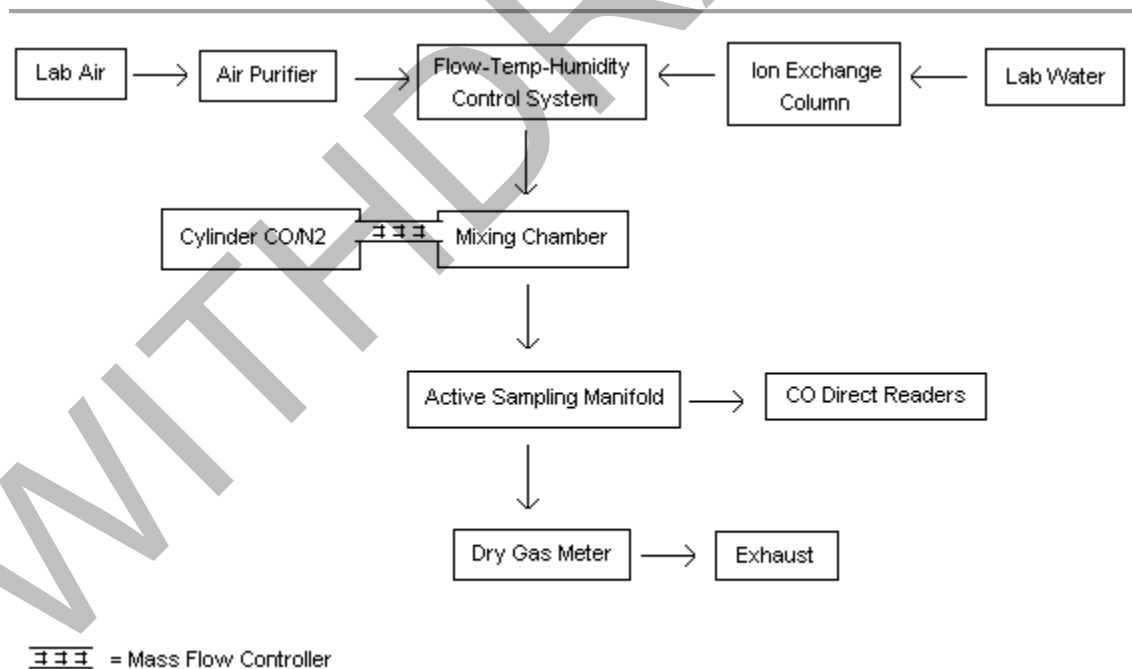 Lab Air
Air Purifier
Flow-Temp-Humidity
Control System
Ion Exchange
Column
Lab Water
Cylinder CO/N2
Mixing Chamber
Active Sampling Manifold
CO Direct Readers
Dry Gas Meter
Exhaust
= Mass Flow Controller
WITHDRA